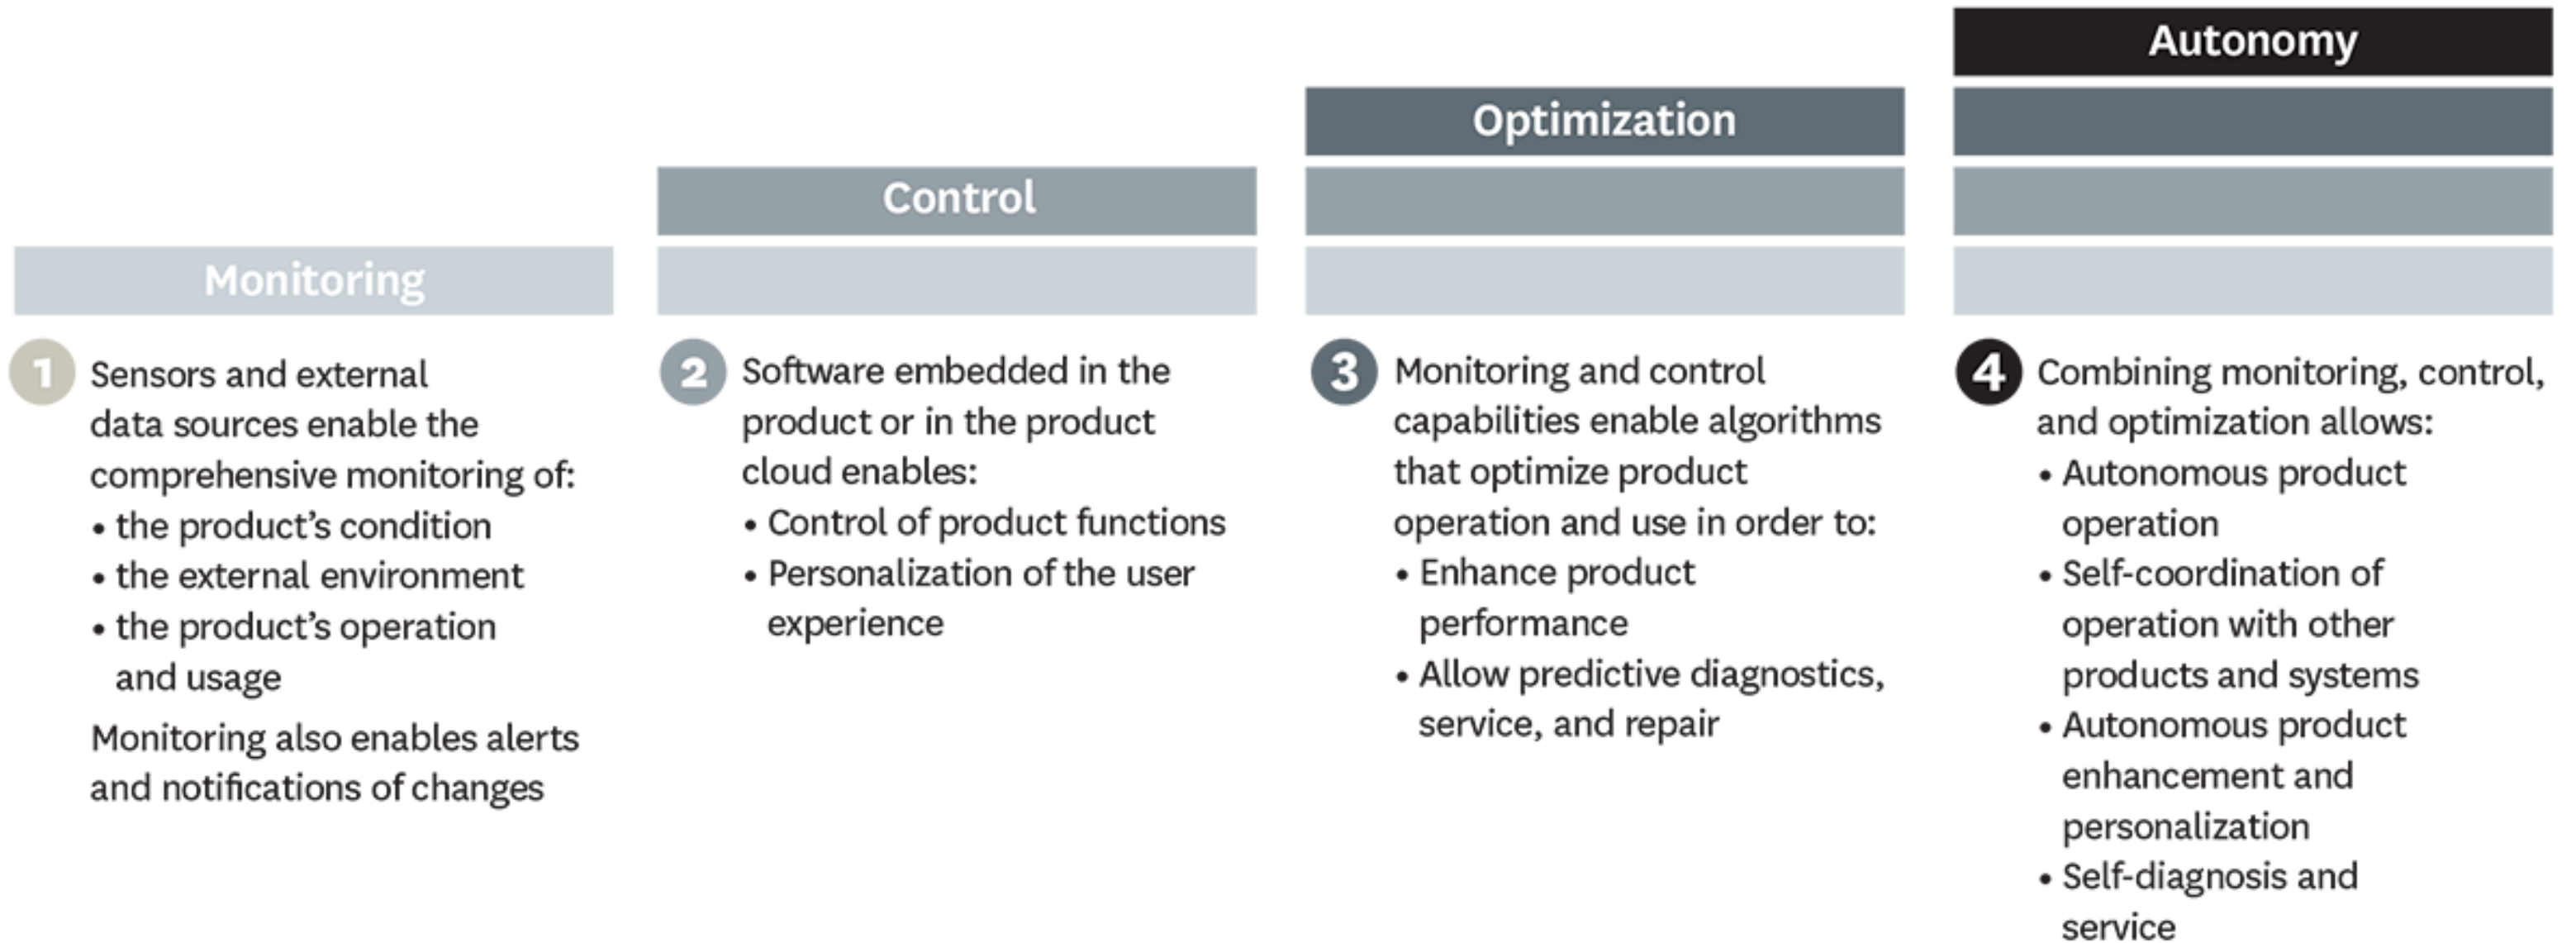 Monitoring
1
Sensors and external
data sources enable the
comprehensive monitoring of:
• the product’s condition
• the external environment
• the product’s operation
and usage
Monitoring also enables alerts
and notifications of changes
Control
2
Software embedded in the
product or in the product
cloud enables:
• Control of product functions
• Personalization of the user
experience
Optimization
3
Monitoring and control
capabilities enable algorithms
that optimize product
operation and use in order to:
• Enhance product
performance
• Allow predictive diagnostics,
service, and repair
Autonomy
4
Combining monitoring, control,
and optimization allows:
• Autonomous product
operation
• Self-coordination of
operation with other
products and systems
• Autonomous product
enhancement and
personalization
• Self-diagnosis and
service